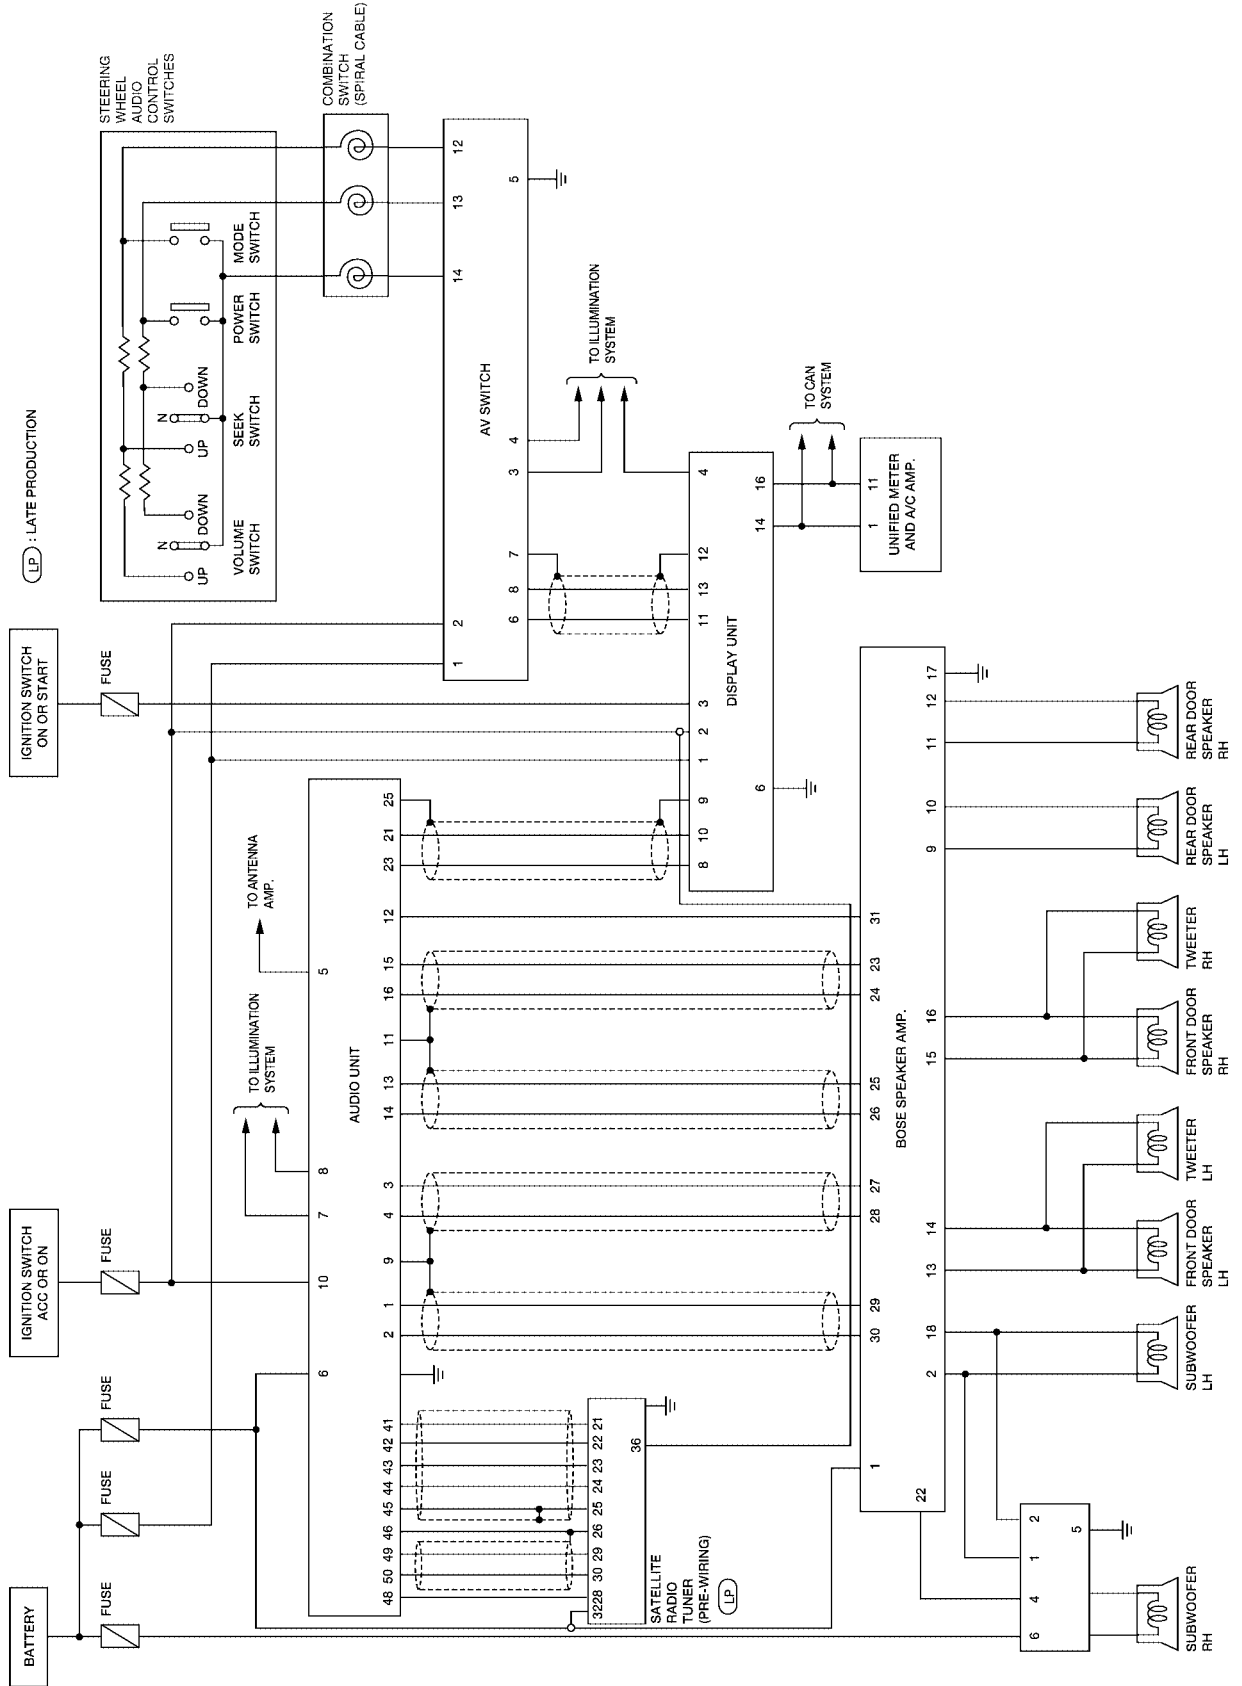 BATTERY
IGNITION SWITCH
ACC OR ON
IGNITION SWITCH
ON OR START
LP : LATE PRODUCTION
FUSE
FUSE
FUSE
FUSE
FUSE
STEERING
WHEEL
AUDIO
CONTROL
SWITCHES
UP
N
DOWN
VOLUME
SWITCH
UP
N
DOWN
SEEK
SWITCH
POWER
SWITCH
MODE
SWITCH
COMBINATION
SWITCH
(SPIRAL CABLE)
TO ILLUMINATION
SYSTEM
TO ANTENNA
AMP.
6
10
7
8
5
AUDIO UNIT
48
50
49
46
45
44
43
42
41
2
1
9
4
3
14
13
11
16
15
12
23
21
25
1
2
14
13
12
AV SWITCH
5
6
8
7
3
4
TO ILLUMINATION
SYSTEM
8
10
9
1
2
3
11
13
12
4
DISPLAY UNIT
6
14
16
TO CAN
SYSTEM
1
11
UNIFIED METER
AND A/C AMP.
32
28
30
29
26
25
24
23
22
21
36
SATELLITE
RADIO
TUNER
(PRE-WIRING)
LP
1
30
29
28
27
26
25
24
23
31
BOSE SPEAKER AMP.
22
2
18
13
14
15
16
9
10
11
12
17
6
4
1
2
5
SUBWOOFER
RH
SUBWOOFER
LH
FRONT DOOR
SPEAKER
LH
TWEETER
LH
FRONT DOOR
SPEAKER
RH
TWEETER
RH
REAR DOOR
SPEAKER
LH
REAR DOOR
SPEAKER
RH